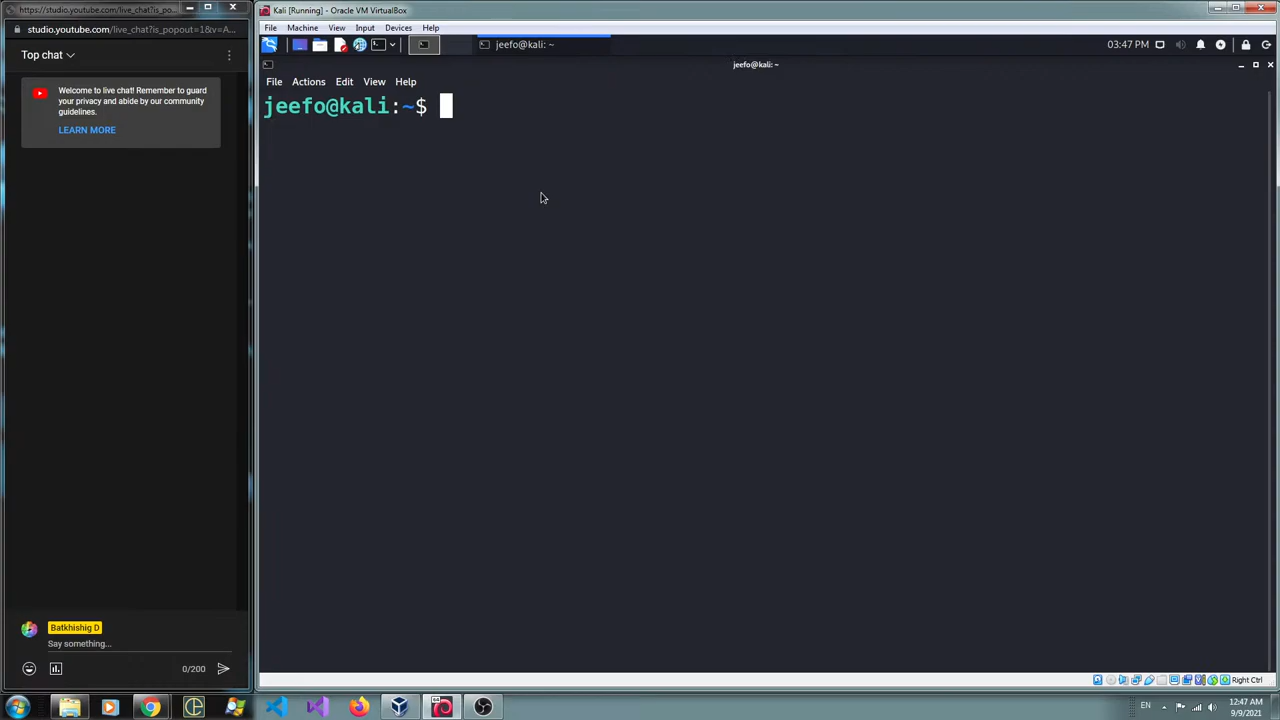 https://studio.youtube.com/live_chat?is_po...
studio.youtube.com/live_chat?is_popout=1&v=A...
Top chat
Welcome to live chat! Remember to guard
your privacy and abide by our community
guidelines.
LEARN MORE
Batkhishig D
Say something...
0/200
Kali [Running] - Oracle VM VirtualBox
File Machine View Input Devices Help
jeefo@kali: ~
03:47 PM
jeefo@kali: ~
File Actions Edit View Help
jeefo@kali:~$
Right Ctrl
EN
12:47 AM
9/9/2021